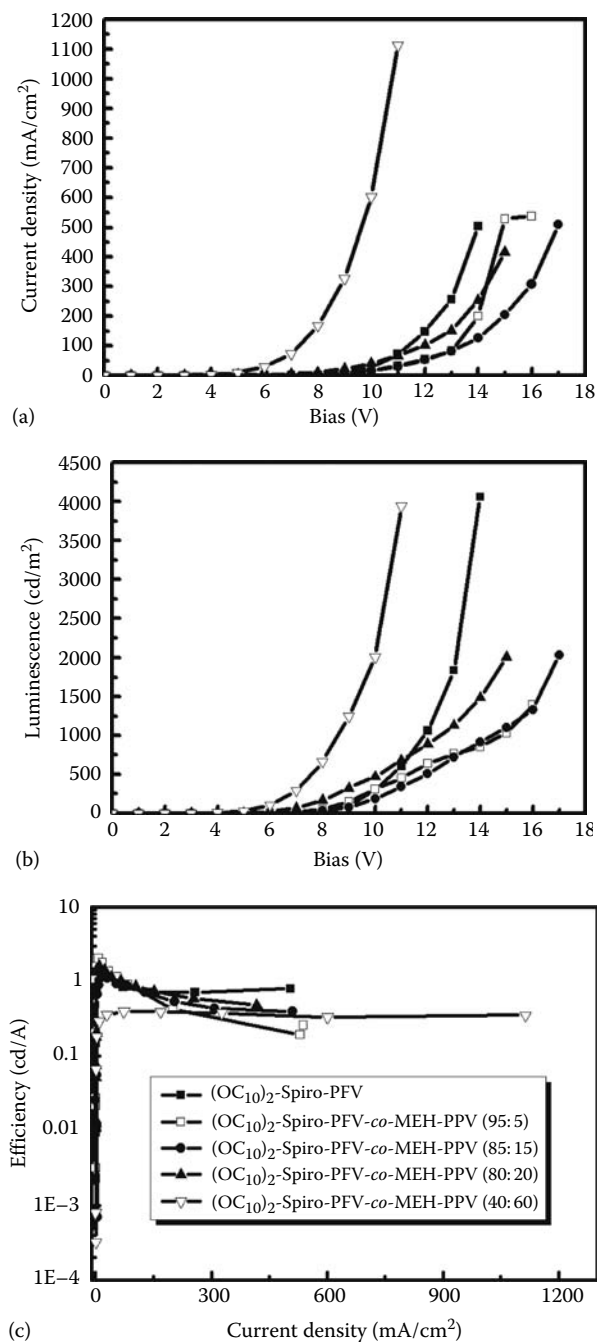 1200
1100
1000
900
800
700
600
500
400
300
200
100
0
Current density (mA/cm²)
0 2 4 6 8 10 12 14 16 18
(a)
Bias (V)
4500
4000
3500
3000
2500
2000
1500
1000
500
0
Luminescence (cd/m²)
0 2 4 6 8 10 12 14 16 18
(b)
Bias (V)
10
1
0.1
0.01
1E−3
1E−4
Efficiency (cd/A)
(OC₁₀)₂-Spiro-PFV
(OC₁₀)₂-Spiro-PFV-co-MEH-PPV (95:5)
(OC₁₀)₂-Spiro-PFV-co-MEH-PPV (85:15)
(OC₁₀)₂-Spiro-PFV-co-MEH-PPV (80:20)
(OC₁₀)₂-Spiro-PFV-co-MEH-PPV (40:60)
0 300 600 900 1200
(c)
Current density (mA/cm²)